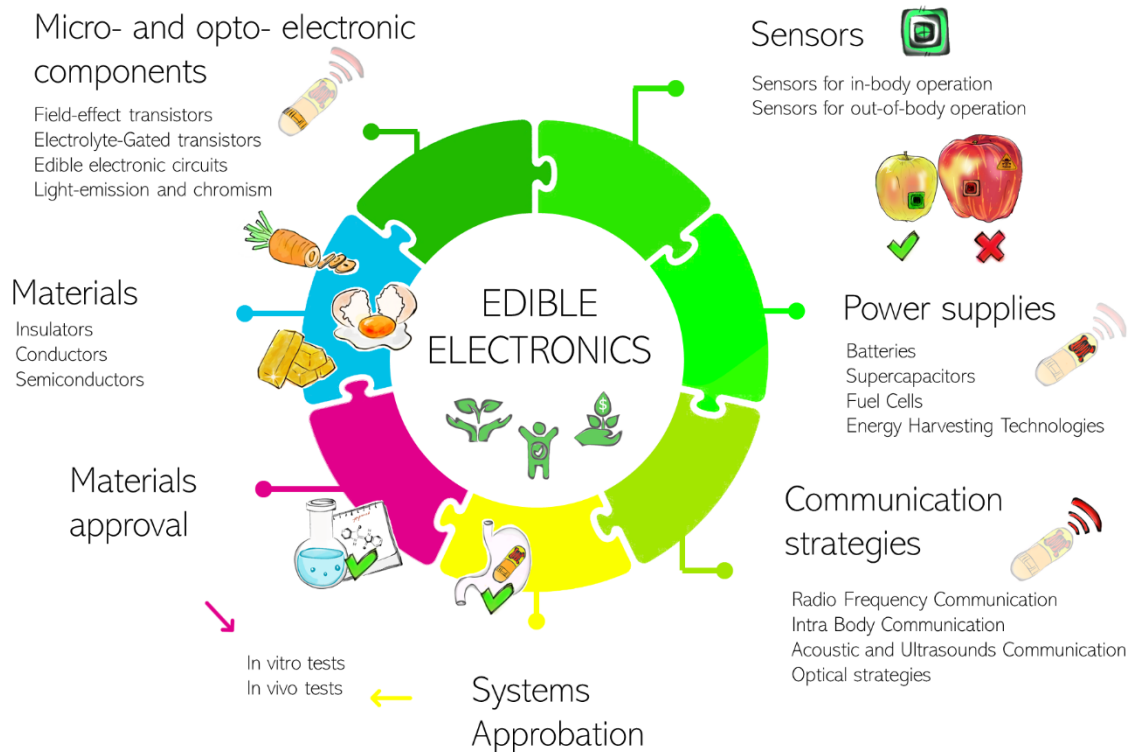 Micro- and opto- electronic
components
Field-effect transistors
Electrolyte-Gated transistors
Edible electronic circuits
Light-emission and chromism
Sensors
Sensors for in-body operation
Sensors for out-of-body operation
Materials
Insulators
Conductors
Semiconductors
EDIBLE
ELECTRONICS
Power supplies
Batteries
Supercapacitors
Fuel Cells
Energy Harvesting Technologies
Materials
approval
Communication
strategies
Radio Frequency Communication
Intra Body Communication
Acoustic and Ultrasounds Communication
Optical strategies
In vitro tests
In vivo tests
Systems
Approbation